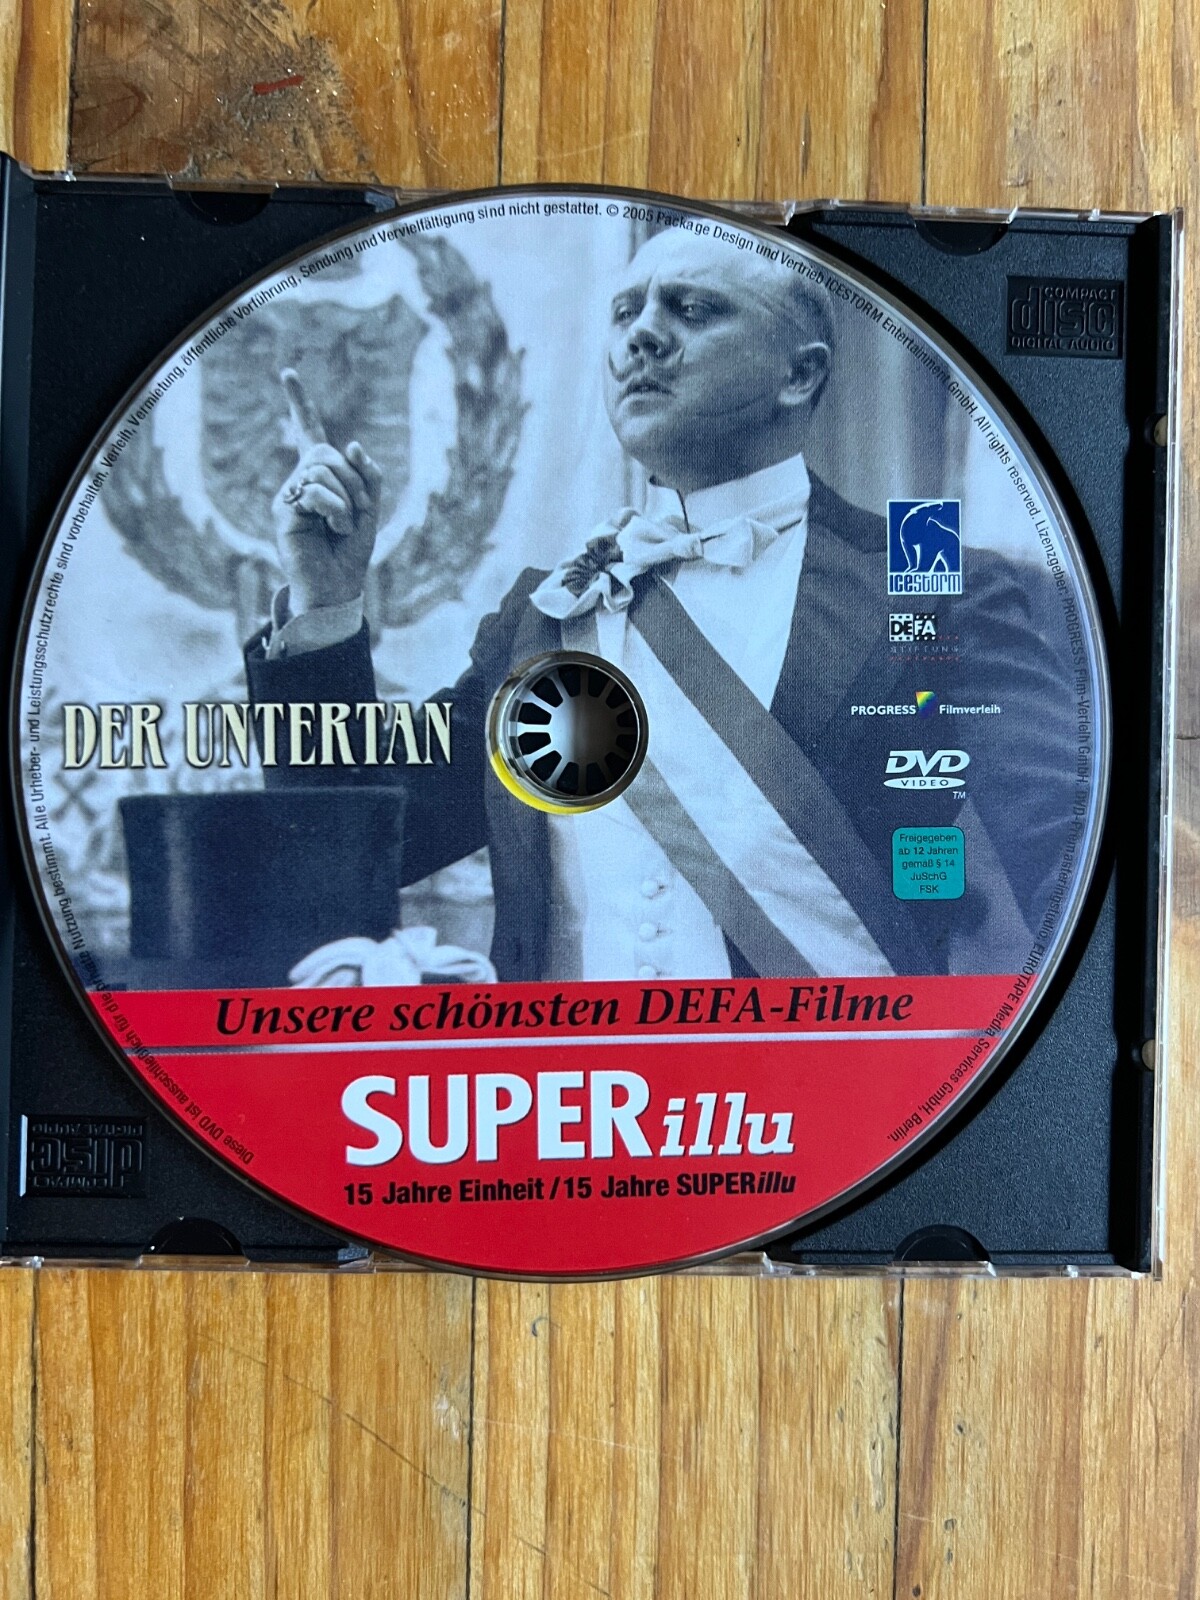 Diese DVD ist ausschließlich für die private Nutzung bestimmt. Alle Urheber- und Leistungsschutzrechte sind vorbehalten. Verleih, Vermietung, öffentliche Vorführung, Sendung und Vervielfältigung sind nicht gestattet. © 2005 Package Design und Vertrieb ICESTORM Entertainment GmbH. All rights reserved. Lizenzgeber: PROGRESS Film-Verleih GmbH. DVD-Premasteringstudio: EUROTAPE Media Services GmbH, Berlin.
COMPACT
disc
DIGITAL AUDIO
ICESTORM
DEFA
STIFTUNG
PROGRESS Filmverleih
DER UNTERTAN
DVD
VIDEO
TM
Freigegeben
ab 12 Jahren
gemäß § 14
JuSchG
FSK
Unsere schönsten DEFA-Filme
SUPERillu
15 Jahre Einheit / 15 Jahre SUPERillu
COMPACT
disc
DIGITAL AUDIO